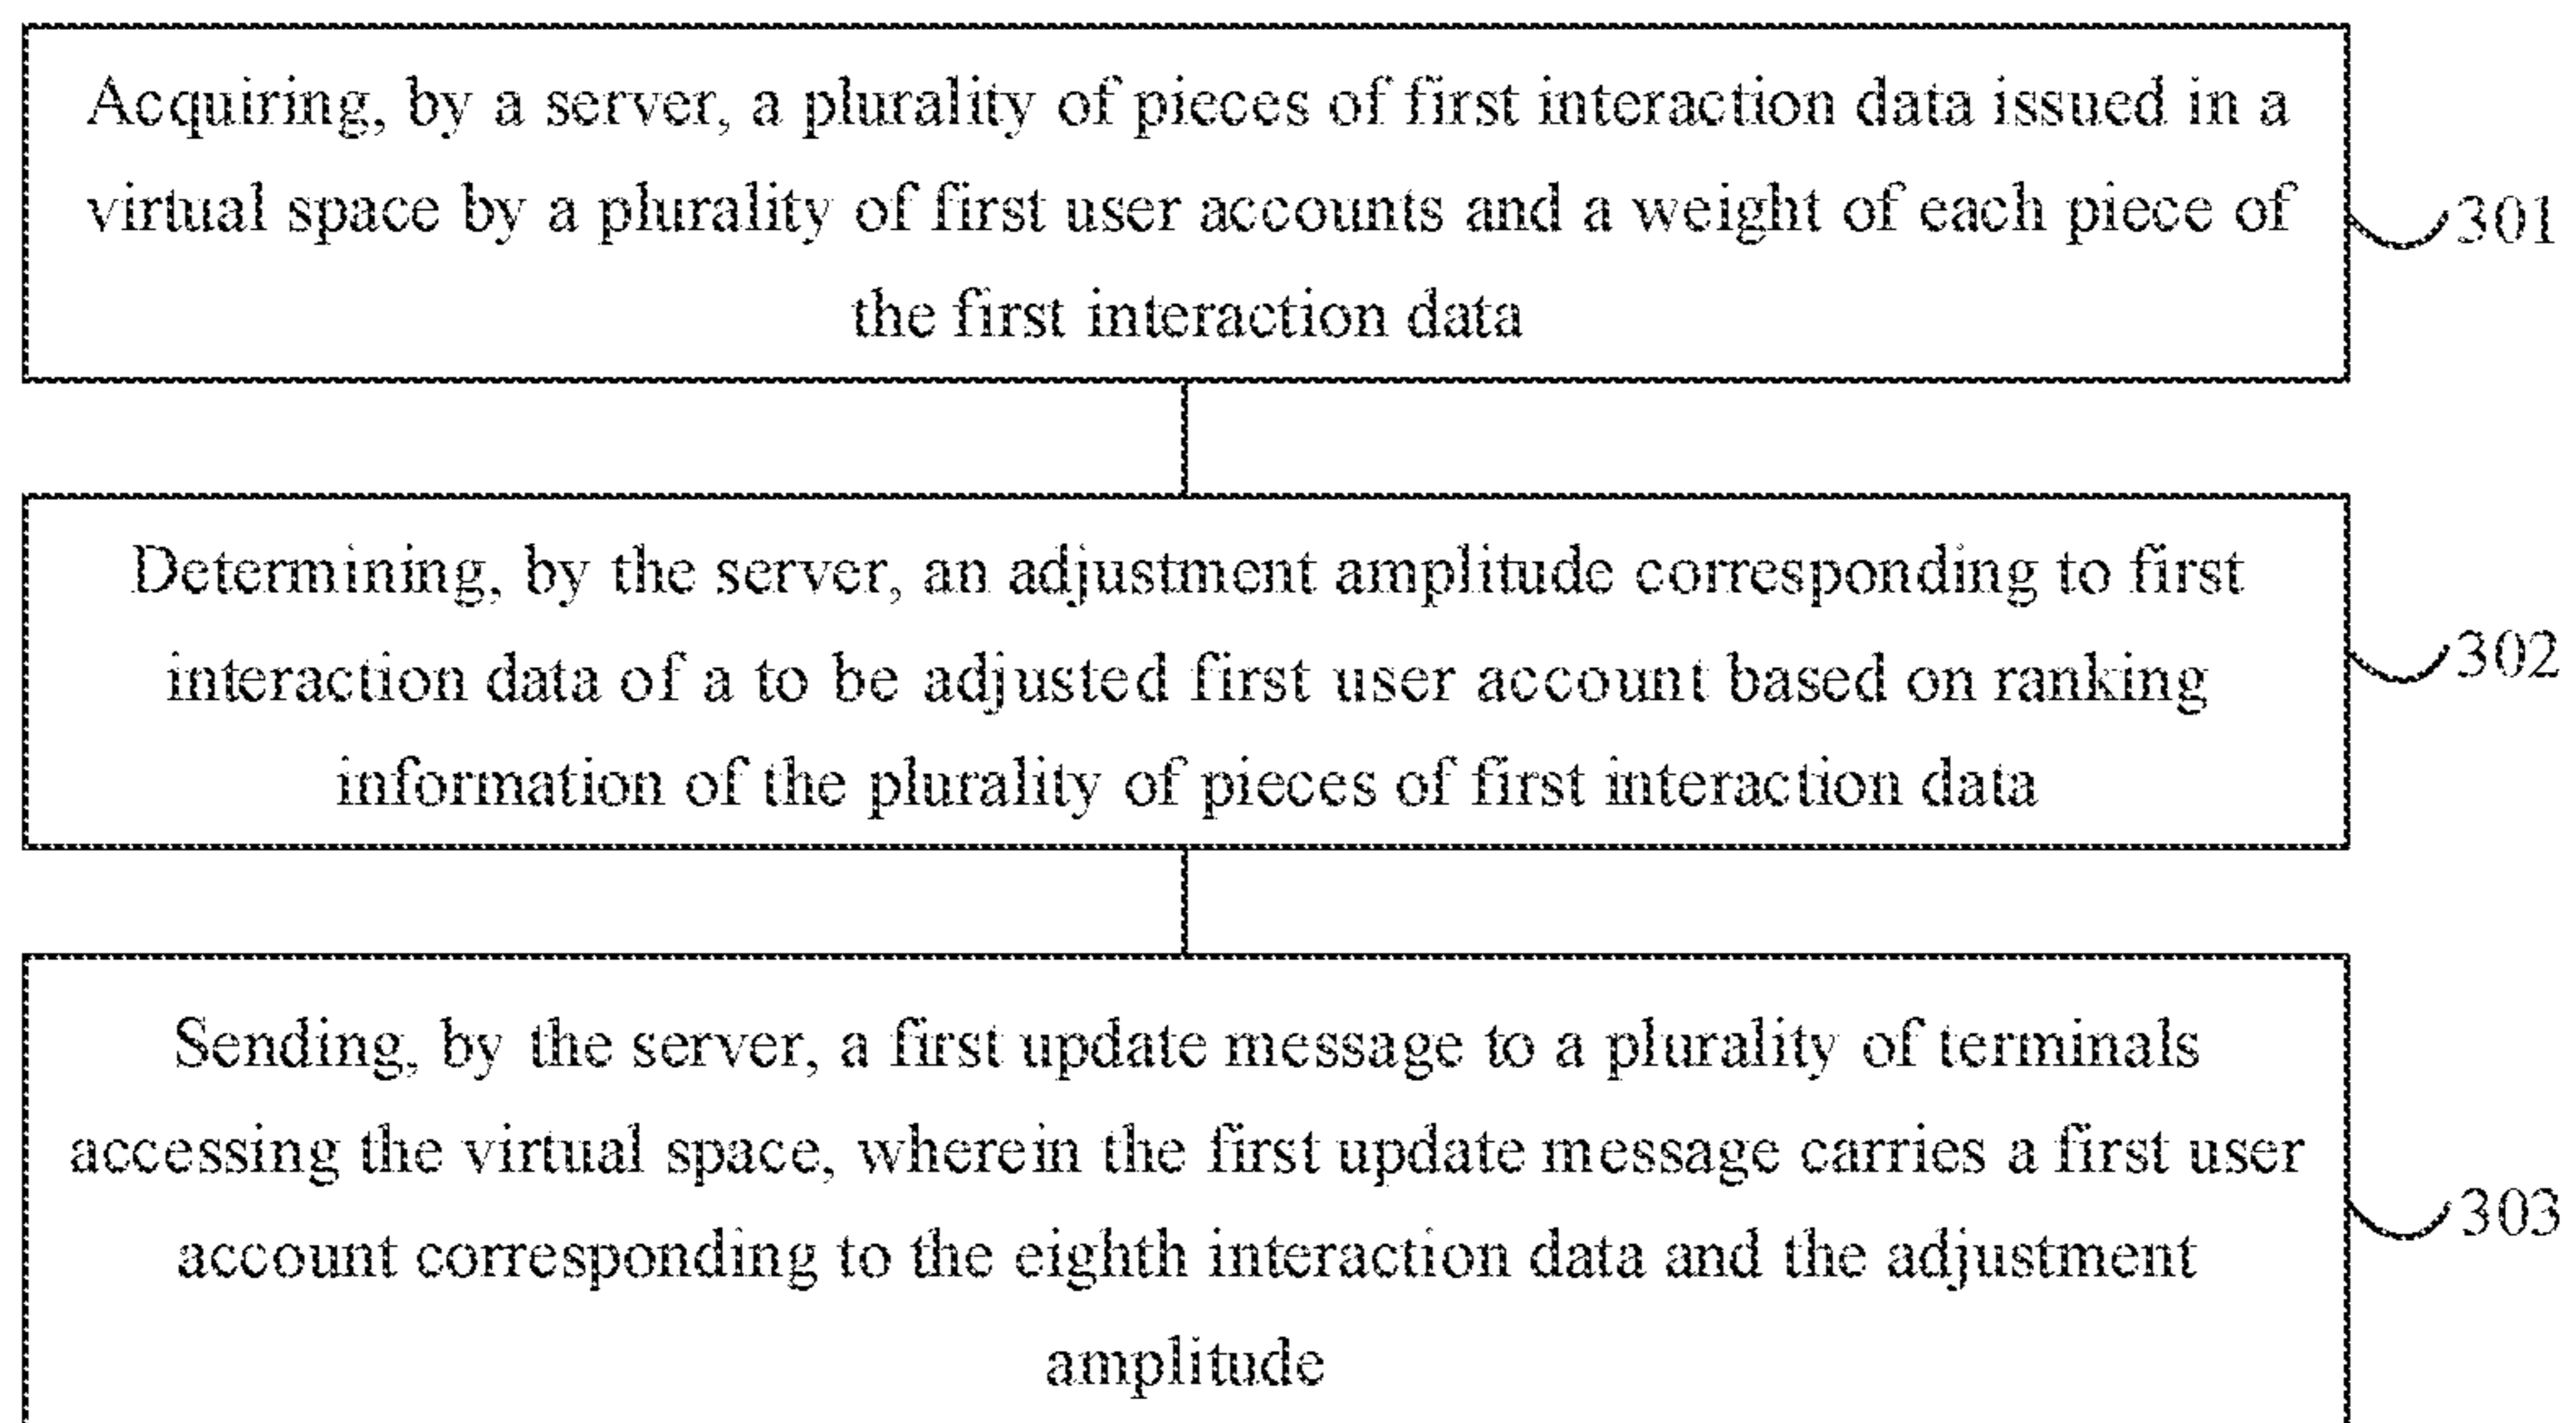 Acquiring, by a server, a plurality of pieces of first interaction data issued in a
virtual space by a plurality of first user accounts and a weight of each piece of
the first interaction data
301
Determining, by the server, an adjustment amplitude corresponding to first
interaction data of a to be adjusted first user account based on ranking
information of the plurality of pieces of first interaction data
302
Sending, by the server, a first update message to a plurality of terminals
accessing the virtual space, wherein the first update message carries a first user
account corresponding to the eighth interaction data and the adjustment
amplitude
303